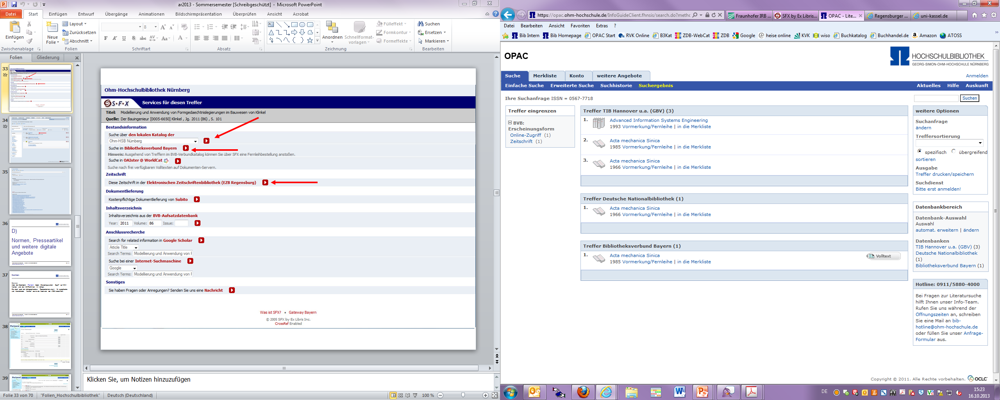 ar2013 - Sommersemester [Schreibgeschützt] - Microsoft PowerPoint
Datei Start Einfügen Entwurf Übergänge Animationen Bildschirmpräsentation Überprüfen Ansicht Acrobat
Einfügen
Zwischenablage
Neue Folie
Layout
Zurücksetzen
Abschnitt
Folien
8
Schriftart
Absatz
Anordnen
Schnellformat-vorlagen
Fülleffekt
Formkontur
Formeffekte
Zeichnung
Suchen
Ersetzen
Markieren
Bearbeiten
Folien Gliederung
33
34
35
36
D)
Normen, Presseartikel
und weitere digitale
Angebote
37
Normen
38
Perinorm
39
Perinorm
Ohm-Hochschulbibliothek Nürnberg
S·F·X Services für diesen Treffer
Titel: Modellierung und Anwendung von Formgedaechtnislegierungen im Bauwesen von Klinkel
Quelle: Der Bauingenieur [0005-6650] Klinkel , Jg. 2011 (86) , S. 101
Bestandsinformation
Suche über den lokalen Katalog der
Ohm-HSB Nürnberg
Suche im Bibliotheksverbund Bayern
Hinweis: Ausgehend von Treffern im BVB-Verbundkatalog können Sie über SFX eine Fernleihbestellung anstoßen.
Suche in OAIster @ WorldCat
Suche nach frei verfügbaren Volltexten auf Dokumenten-Servern.
Zeitschrift
Diese Zeitschrift in der Elektronischen Zeitschriftenbibliothek (EZB Regensburg)
Dokumentlieferung
Kostenpflichtige Dokumentlieferung von Subito
Inhaltsverzeichnis
Inhaltsverzeichnis aus der BVB-Aufsatzdatenbank
Year: 2011 Volume: 86 Issue:
Anschlussrecherche
Search for related information in Google Scholar
Article Title
Search Terms: Modellierung und Anwendung von F
Suche bei einer Internet-Suchmaschine
Google
Search Terms: Modellierung und Anwendung von F
Sonstiges
Sie haben Fragen oder Anregungen? Senden Sie uns eine Nachricht
Was ist SFX? • Gateway Bayern
© 2005 SFX by Ex Libris Inc.
CrossRef Enabled
Klicken Sie, um Notizen hinzuzufügen
Folie 33 von 70 "Folien_Hochschulbibliothek" Deutsch (Deutschland) 100 %
https://opac.ohm-hochschule.de/InfoGuideClient.fhnsis/search.do?methc
Fraunhofer IRB ... SFX by Ex Libris... OPAC - Lite... Regensburger ... uni-kassel.de
Datei Bearbeiten Ansicht Favoriten Extras ?
Bib Intern Bib Homepage OPAC Start RVK Online B3Kat ZDB-WebCat ZDB Google heise online KVK wiso Buchkatalog Buchhandel.de Amazon ATOSS
OPAC
HOCHSCHULBIBLIOTHEK
GEORG-SIMON-OHM-HOCHSCHULE NÜRNBERG
Suche Merkliste Konto weitere Angebote
Anmelden
Einfache Suche Erweiterte Suche Suchhistorie Suchergebnis
Aktuelles Hilfe Auskunft
Ihre Suchanfrage ISSN = 0567-7718
Suchen
Treffer eingrenzen
BVB:
Erscheinungsform
Online-Zugriff (1)
Zeitschrift (1)
Treffer TIB Hannover u.a. (GBV) (3)
1. Advanced Information Systems Engineering
1993 Vormerkung/Fernleihe | in die Merkliste
2. Acta mechanica Sinica
1985 Vormerkung/Fernleihe | in die Merkliste
3. Acta mechanica Sinica
1966 Vormerkung/Fernleihe | in die Merkliste
Treffer Deutsche Nationalbibliothek (1)
1. Acta mechanica Sinica
1966 Vormerkung/Fernleihe | in die Merkliste
Treffer Bibliotheksverbund Bayern (1)
1. Acta mechanica Sinica
1985 Vormerkung/Fernleihe | in die Merkliste
Volltext
weitere Optionen
Suchanfrage
ändern
Treffersortierung
spezifisch übergreifend
sortieren
Ausgabe
Treffer drucken/speichern
Suchdienst
Bitte erst anmelden!
Datenbankbereich
Datenbank-Auswahl
Auswahl
automat. erweitern | ändern
Datenbanken
TIB Hannover u.a. (GBV) (3)
Deutsche Nationalbibliothek
(1)
Bibliotheksverbund Bayern (1)
Hotline: 0911/5880-4000
Bei Fragen zur Literatursuche
hilft Ihnen unser Info-Team.
Rufen Sie uns während der
Öffnungszeiten an, schreiben
Sie eine Mail an bib-
hotline@ohm-hochschule.de
oder füllen Sie unser Anfrage-
Formular aus.
Copyright © 2011. Alle Rechte vorbehalten. OCLC
DE
15:23
16.10.2013